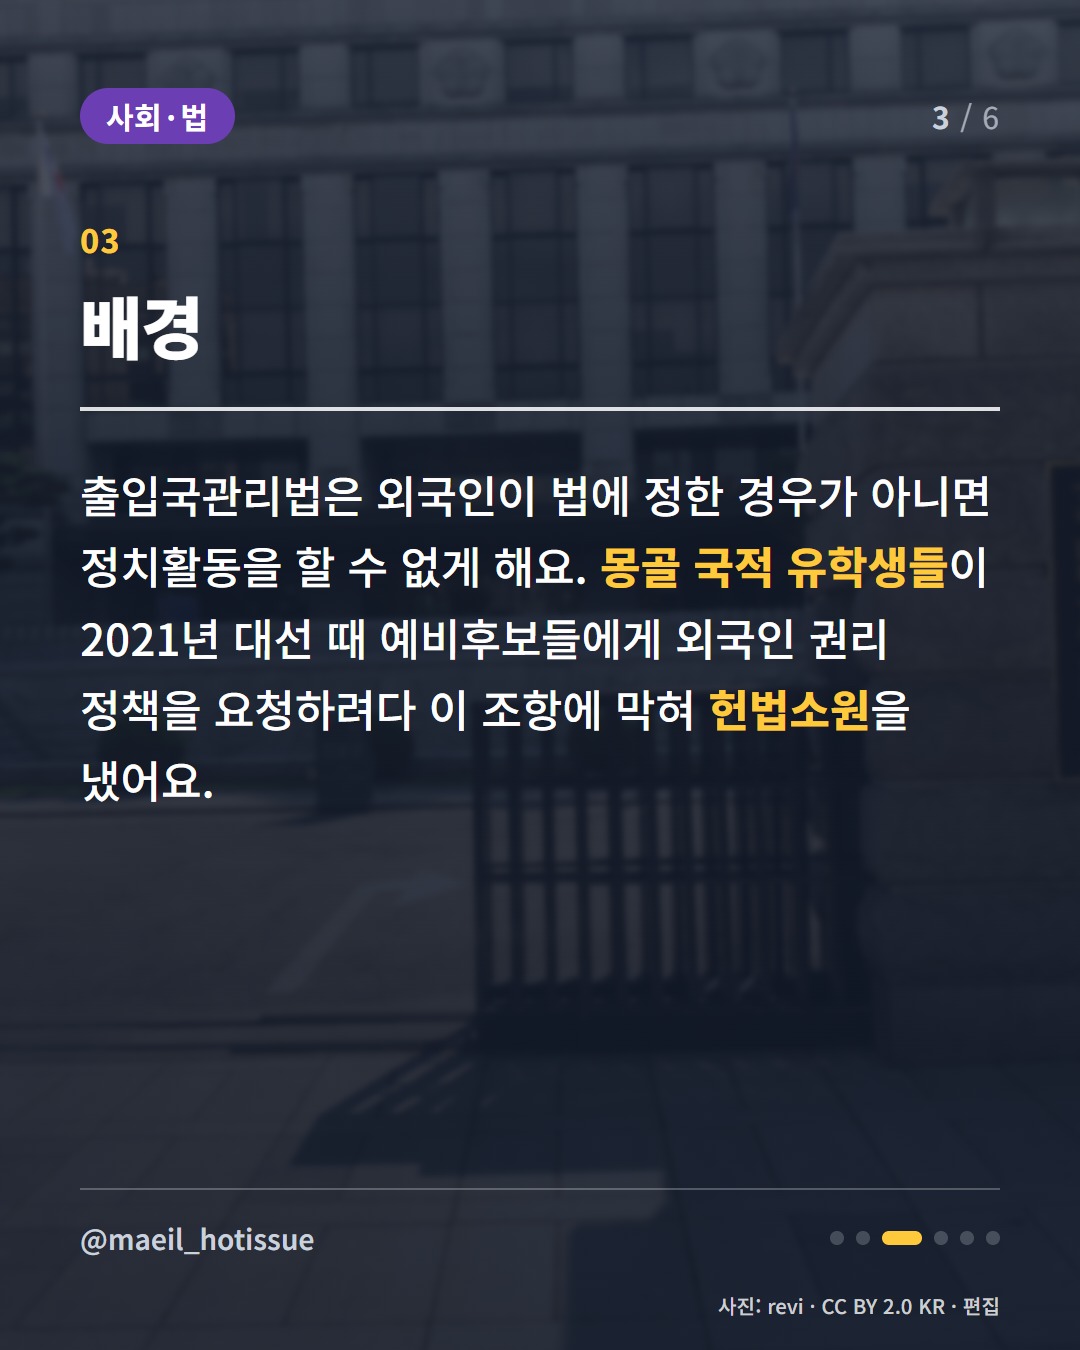 사회·법
3 / 6
03
배경
출입국관리법은 외국인이 법에 정한 경우가 아니면
정치활동을 할 수 없게 해요. 몽골 국적 유학생들이
2021년 대선 때 예비후보들에게 외국인 권리
정책을 요청하려다 이 조항에 막혀 헌법소원을
냈어요.
@maeil_hotissue
사진: revi · CC BY 2.0 KR · 편집